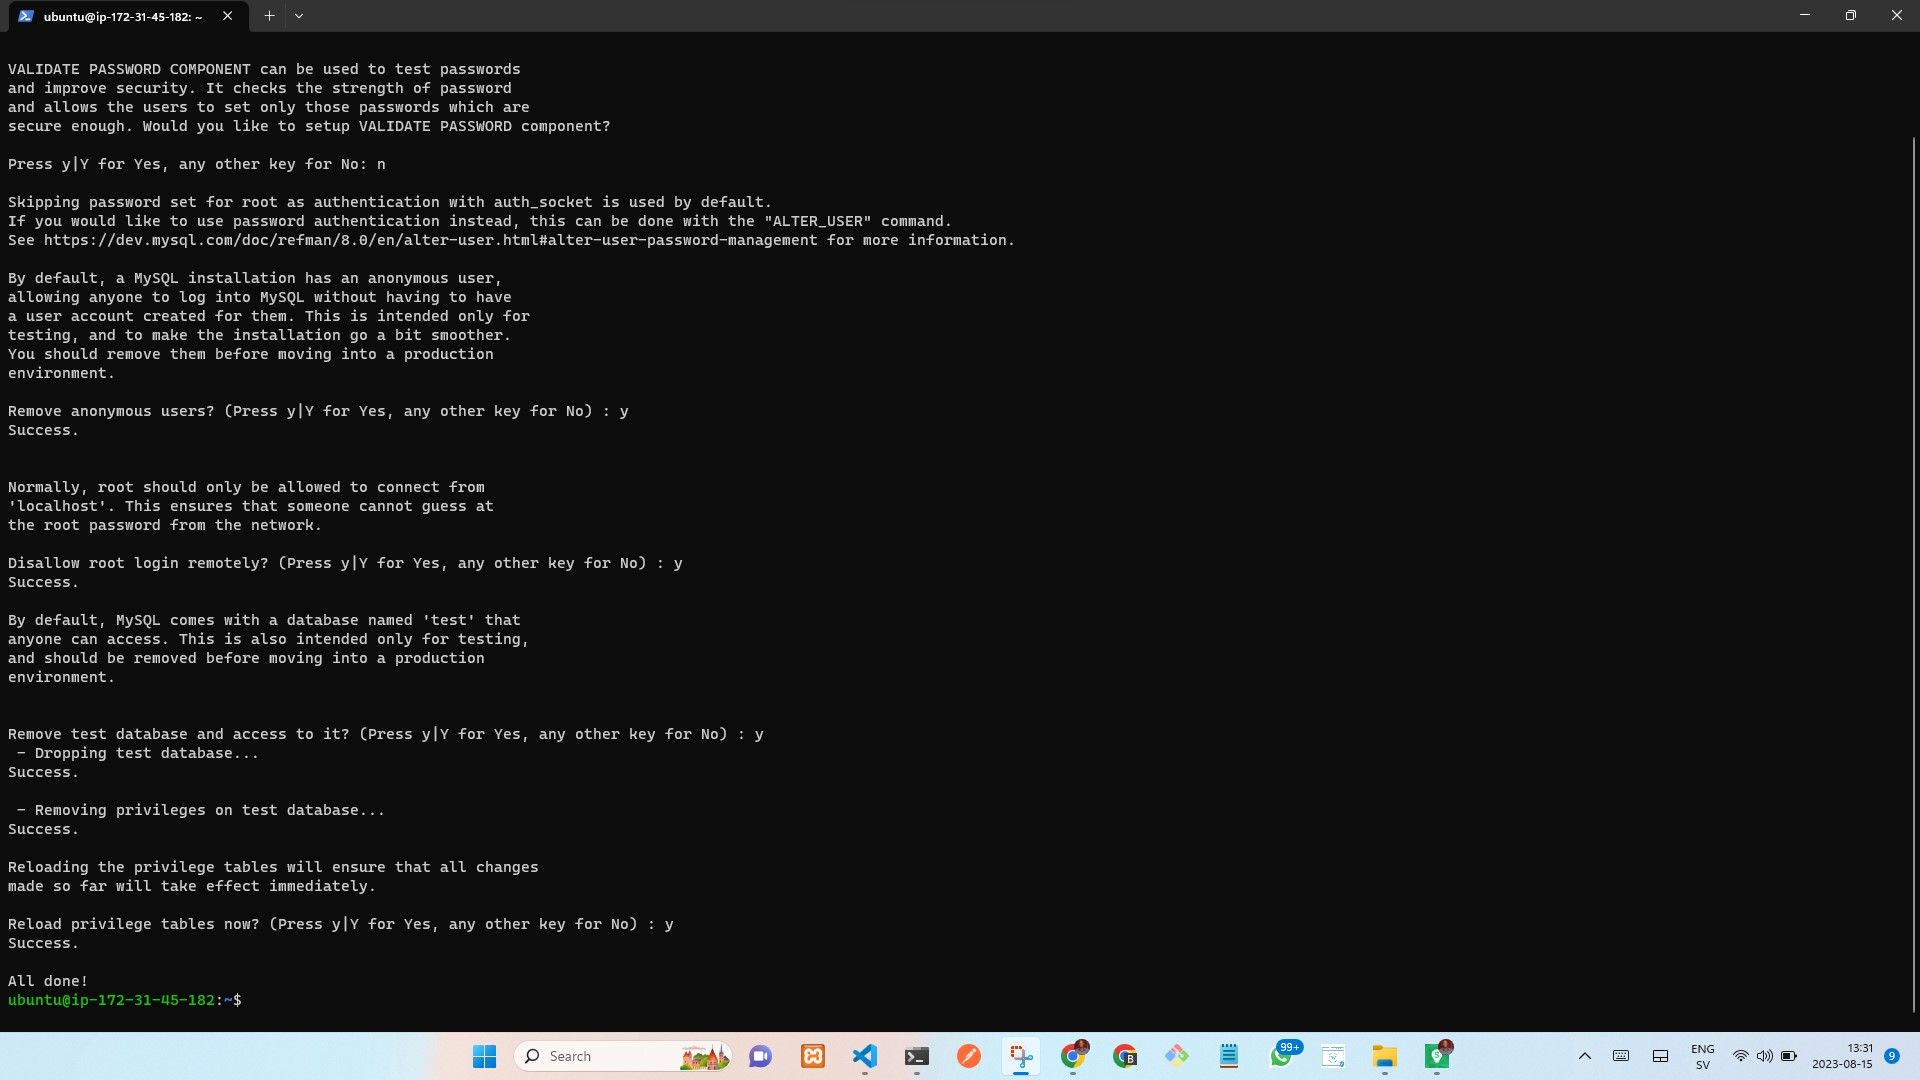 ubuntu@ip-172-31-45-182: ~
VALIDATE PASSWORD COMPONENT can be used to test passwords
and improve security. It checks the strength of password
and allows the users to set only those passwords which are
secure enough. Would you like to setup VALIDATE PASSWORD component?
Press y|Y for Yes, any other key for No: n
Skipping password set for root as authentication with auth_socket is used by default.
If you would like to use password authentication instead, this can be done with the "ALTER_USER" command.
See https://dev.mysql.com/doc/refman/8.0/en/alter-user.html#alter-user-password-management for more information.
By default, a MySQL installation has an anonymous user,
allowing anyone to log into MySQL without having to have
a user account created for them. This is intended only for
testing, and to make the installation go a bit smoother.
You should remove them before moving into a production
environment.
Remove anonymous users? (Press y|Y for Yes, any other key for No) : y
Success.
Normally, root should only be allowed to connect from
'localhost'. This ensures that someone cannot guess at
the root password from the network.
Disallow root login remotely? (Press y|Y for Yes, any other key for No) : y
Success.
By default, MySQL comes with a database named 'test' that
anyone can access. This is also intended only for testing,
and should be removed before moving into a production
environment.
Remove test database and access to it? (Press y|Y for Yes, any other key for No) : y
 - Dropping test database...
Success.
 - Removing privileges on test database...
Success.
Reloading the privilege tables will ensure that all changes
made so far will take effect immediately.
Reload privilege tables now? (Press y|Y for Yes, any other key for No) : y
Success.
All done!
ubuntu@ip-172-31-45-182:~$
Search
B
99+
ENG
SV
13:31
2023-08-15
9